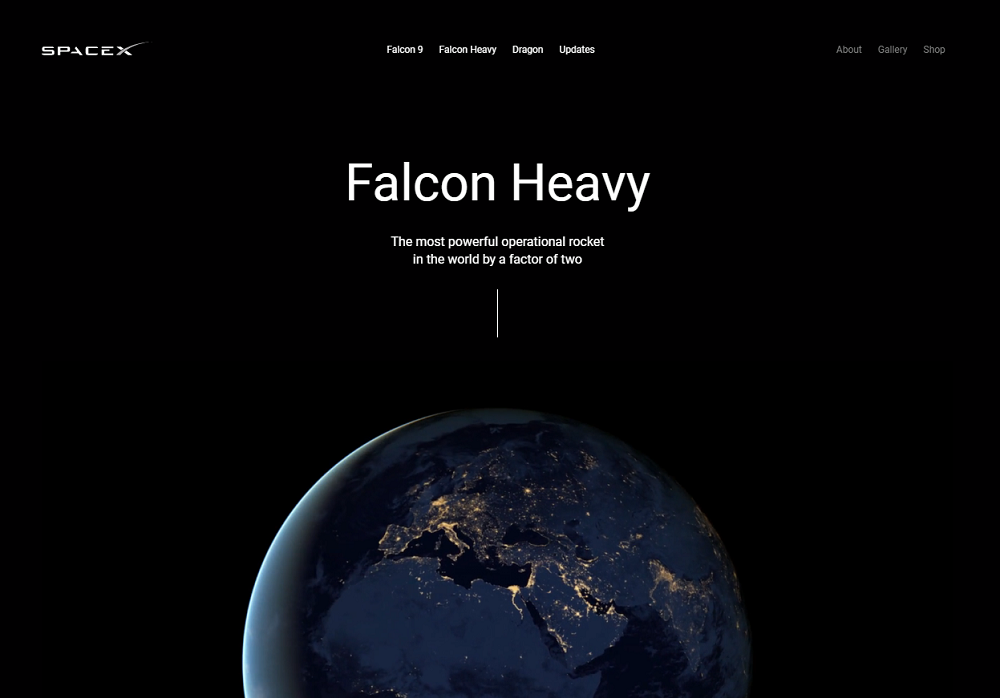 SPACEX
Falcon 9 Falcon Heavy Dragon Updates
About Gallery Shop
Falcon Heavy
The most powerful operational rocket
in the world by a factor of two